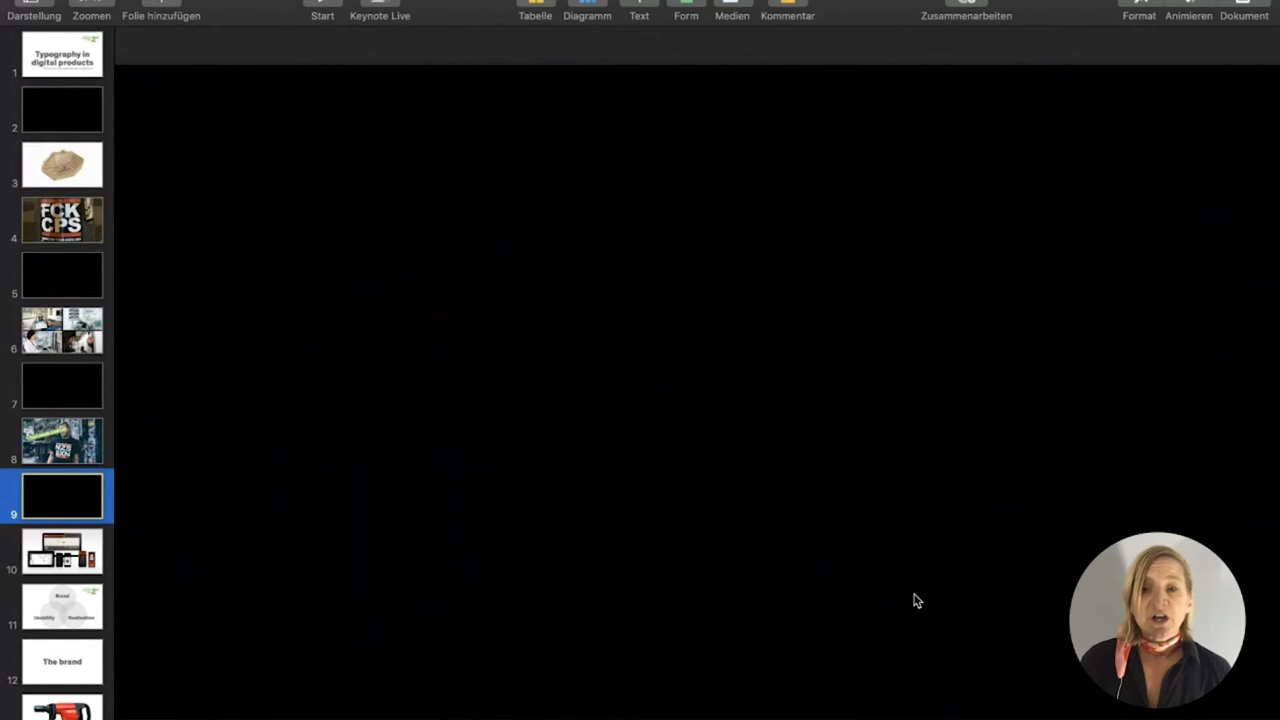 Darstellung Zoomen Folie hinzufügen Start Keynote Live Tabelle Diagramm Text Form Medien Kommentar Zusammenarbeiten Format Animieren Dokument
1
Typography in
digital products
2
3
4
FCK
CPS
5
6
7
8
9
10
11
Brand
Usability Realisation
12
The brand